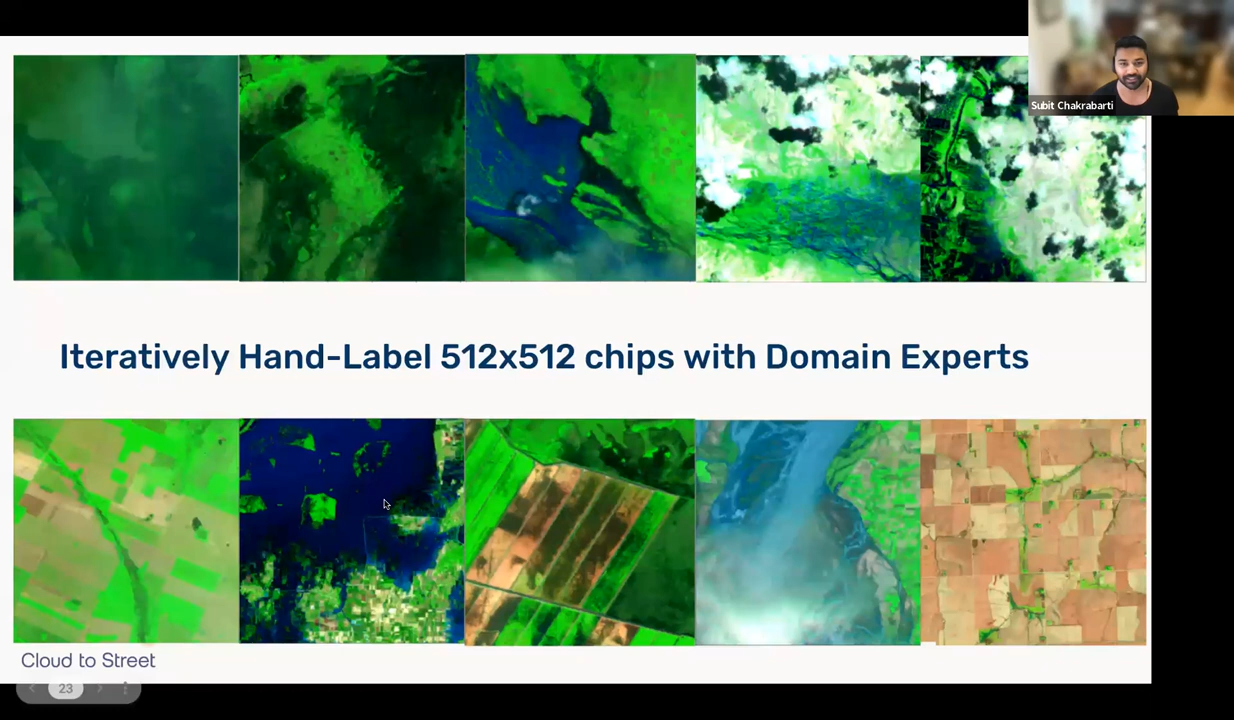 Subit Chakrabarti
Iteratively Hand-Label 512x512 chips with Domain Experts
Cloud to Street
23